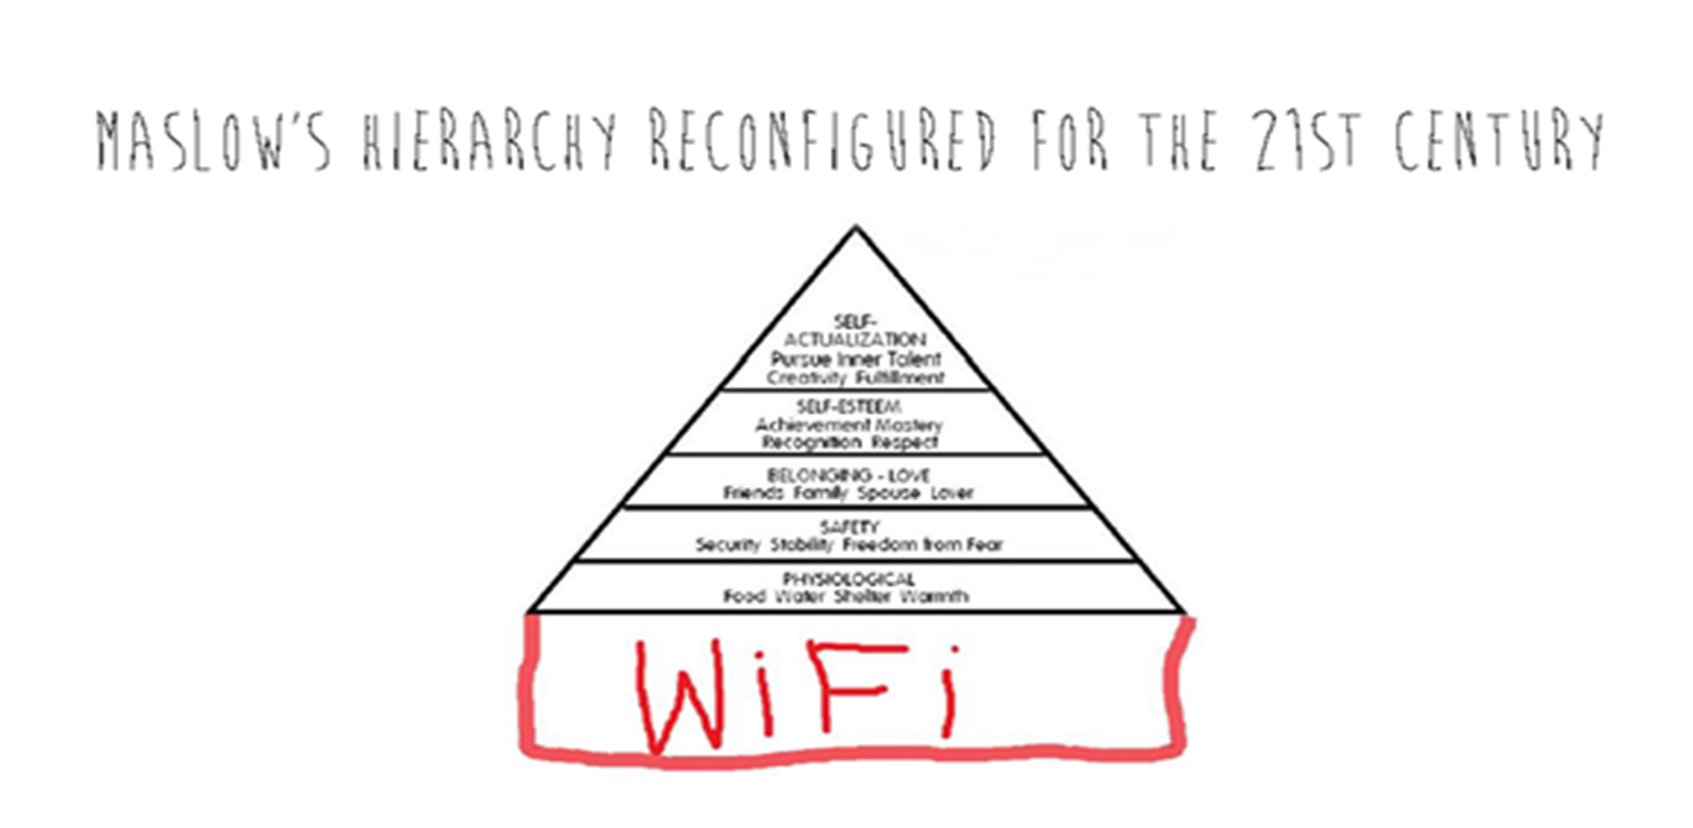 MASLOW'S HIERARCHY RECONFIGURED FOR THE 21ST CENTURY
SELF-
ACTUALIZATION
Pursue Inner Talent
Creativity Fulfillment
SELF-ESTEEM
Achievement Mastery
Recognition Respect
BELONGING - LOVE
Friends Family Spouse Lover
SAFETY
Security Stability Freedom from Fear
PHYSIOLOGICAL
Food Water Shelter Warmth
WiFi